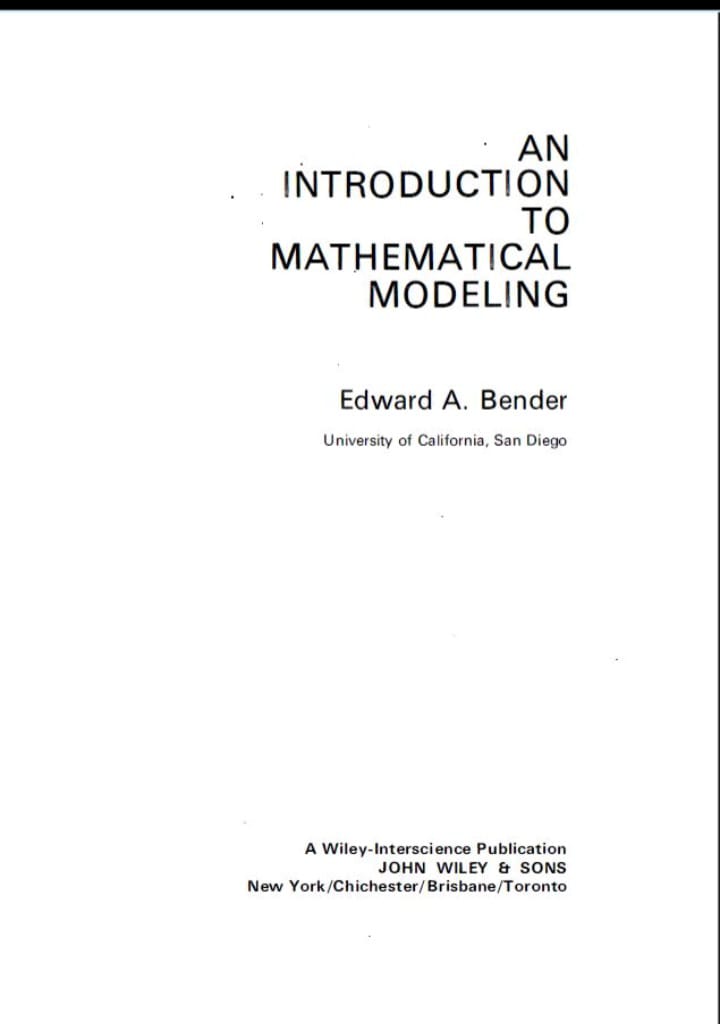 AN
INTRODUCTION
TO
MATHEMATICAL
MODELING
Edward A. Bender
University of California, San Diego
A Wiley-Interscience Publication
JOHN WILEY & SONS
New York/Chichester/Brisbane/Toronto